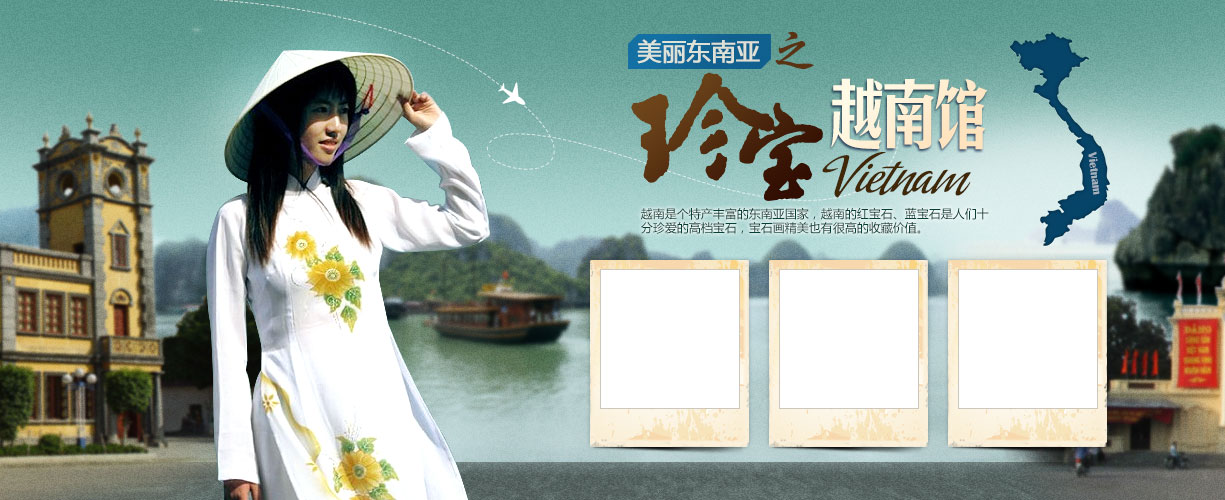 美丽东南亚之
珍宝
越南馆
Vietnam
越南是个特产丰富的东南亚国家，越南的红宝石、蓝宝石是人们十
分珍爱的高档宝石，宝石画精美也有很高的收藏价值。
Vietnam